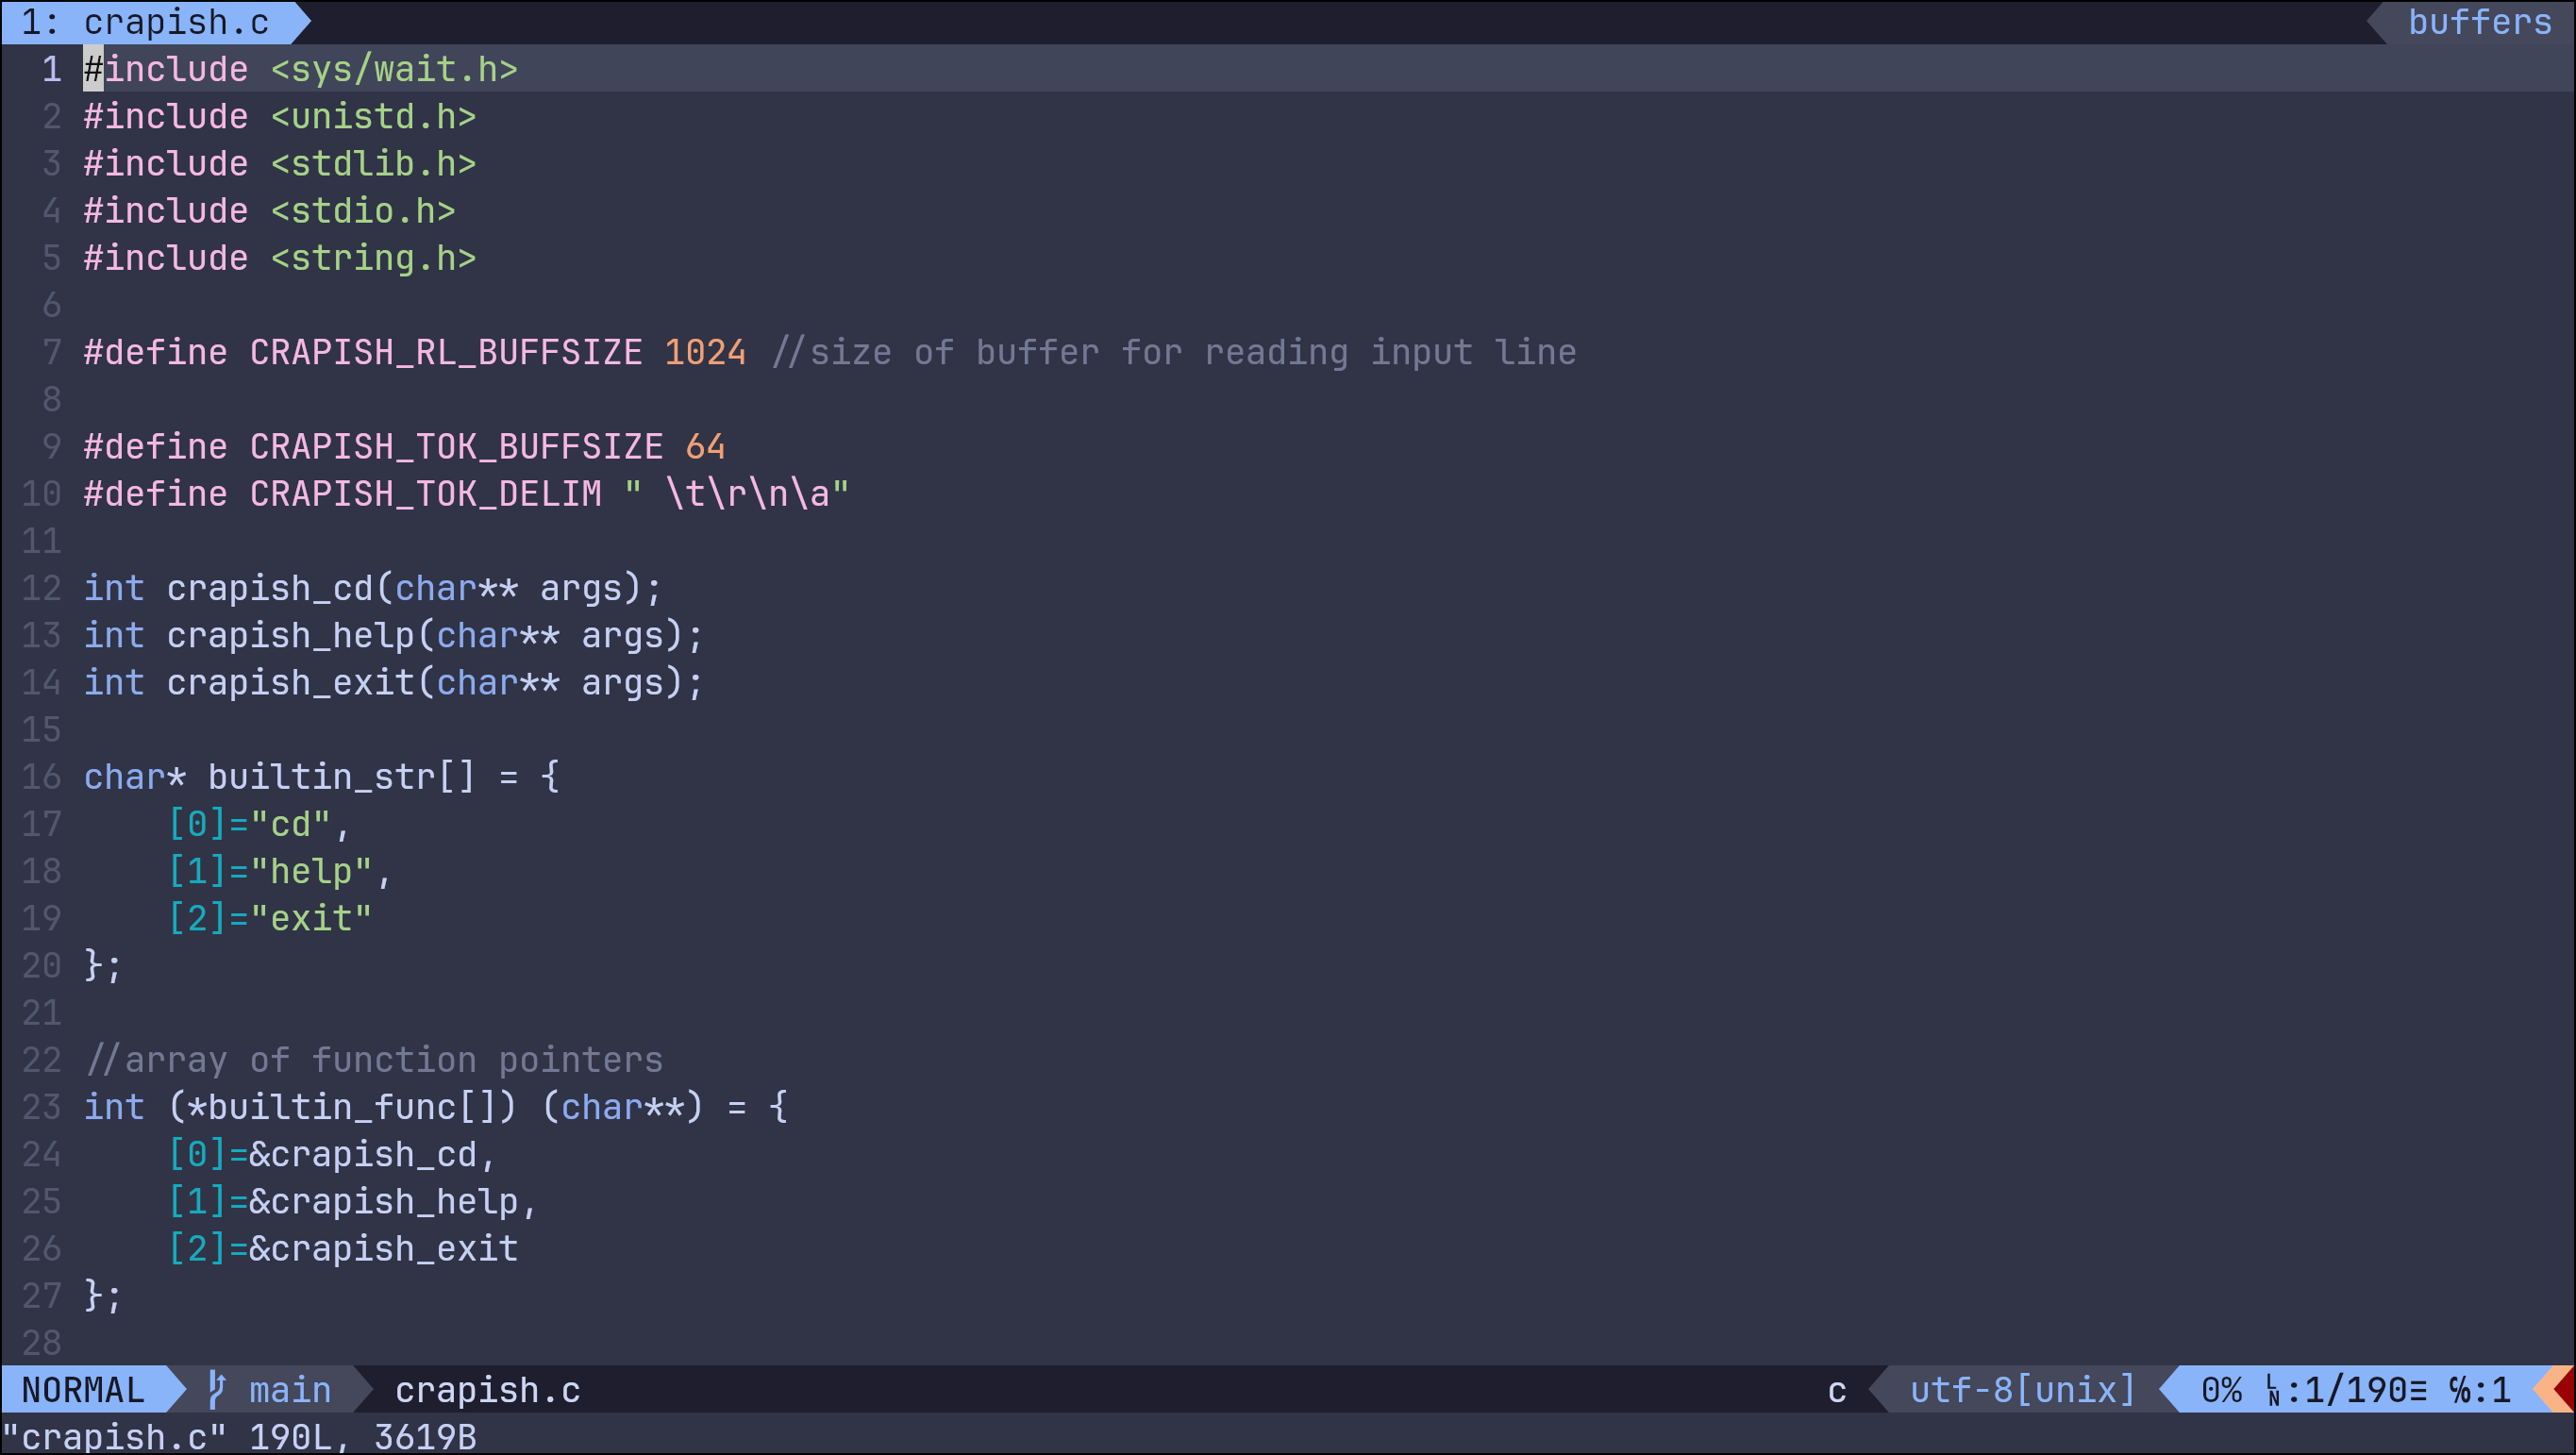 1: crapish.c buffers
1 #include <sys/wait.h>
2 #include <unistd.h>
3 #include <stdlib.h>
4 #include <stdio.h>
5 #include <string.h>
6
7 #define CRAPISH_RL_BUFFSIZE 1024 //size of buffer for reading input line
8
9 #define CRAPISH_TOK_BUFFSIZE 64
10 #define CRAPISH_TOK_DELIM " \t\r\n\a"
11
12 int crapish_cd(char** args);
13 int crapish_help(char** args);
14 int crapish_exit(char** args);
15
16 char* builtin_str[] = {
17     [0]="cd",
18     [1]="help",
19     [2]="exit"
20 };
21
22 //array of function pointers
23 int (*builtin_func[]) (char**) = {
24     [0]=&crapish_cd,
25     [1]=&crapish_help,
26     [2]=&crapish_exit
27 };
28
NORMAL main crapish.c c utf-8[unix] 0% ␤:1/190≡ ℅:1
"crapish.c" 190L, 3619B